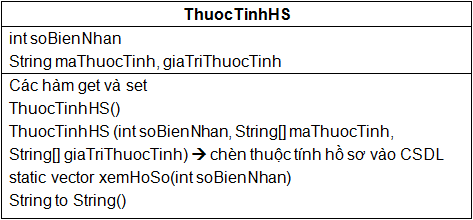 ThuocTinhHS
int soBienNhan
String maThuocTinh, giaTriThuocTinh
Các hàm get và set
ThuocTinhHS()
ThuocTinhHS (int soBienNhan, String[] maThuocTinh,
String[] giaTriThuocTinh) → chèn thuộc tính hồ sơ vào CSDL
static vector xemHoSo(int soBienNhan)
String to String()